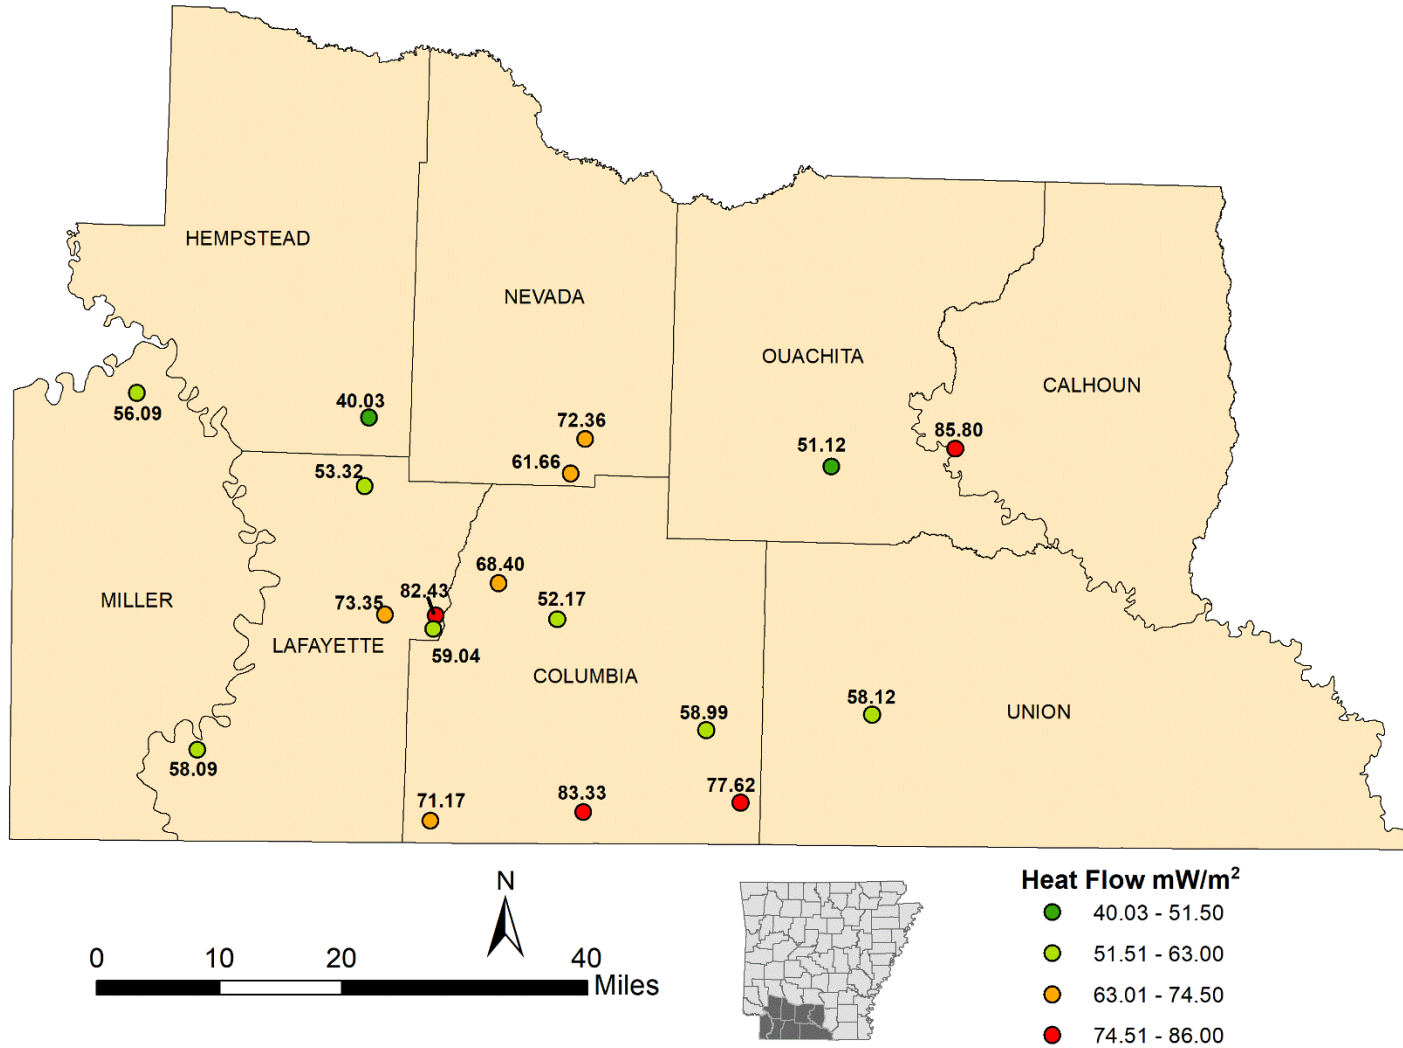 HEMPSTEAD
NEVADA
OUACHITA
CALHOUN
56.09
40.03
72.36
61.66
51.12
85.80
53.32
68.40
82.43
52.17
73.35
MILLER
LAFAYETTE
59.04
COLUMBIA
58.99
58.12
UNION
58.09
71.17
83.33
77.62
N
0 10 20 40
Miles
Heat Flow mW/m²
40.03 - 51.50
51.51 - 63.00
63.01 - 74.50
74.51 - 86.00